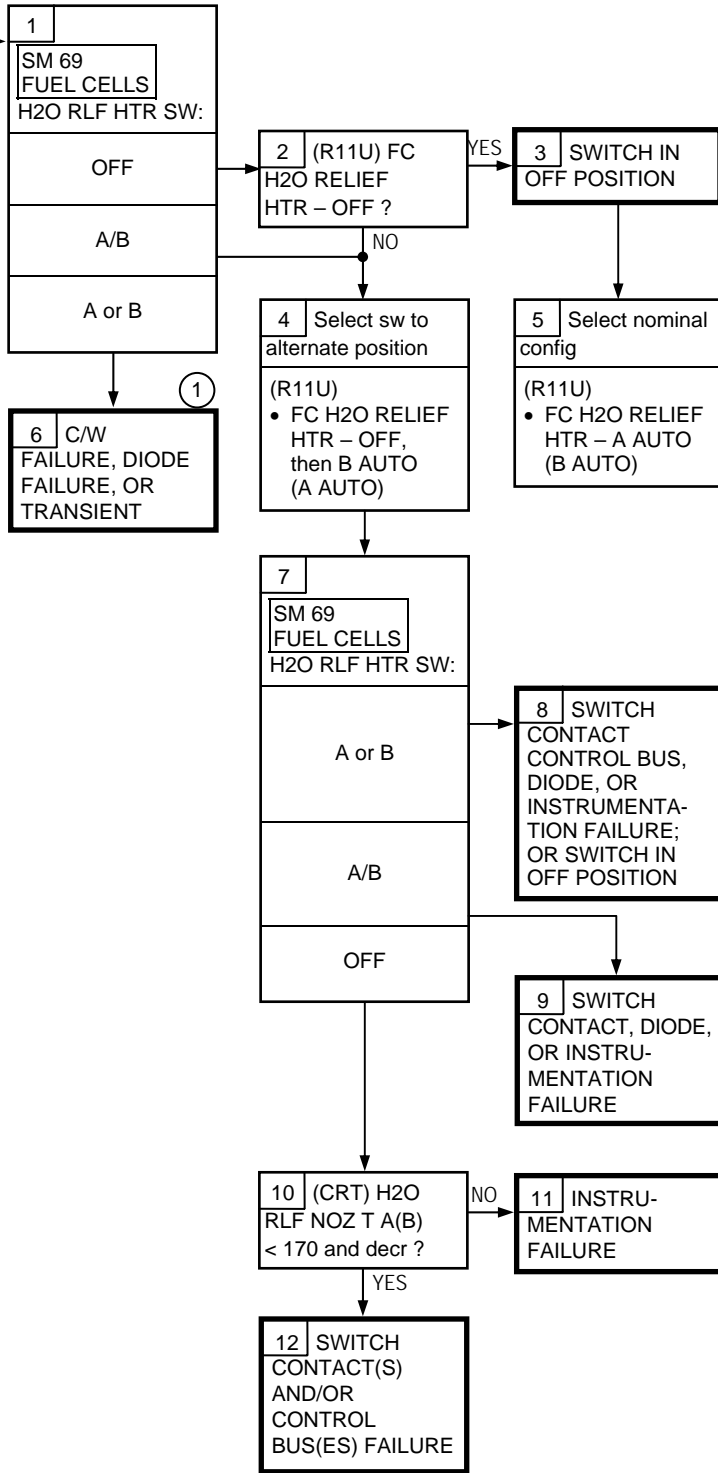 1
SM 69
FUEL CELLS
H2O RLF HTR SW:
OFF
A/B
A or B
2 (R11U) FC
H2O RELIEF
HTR – OFF ?
YES
NO
3 SWITCH IN
OFF POSITION
4 Select sw to
alternate position
(R11U)
• FC H2O RELIEF
HTR – OFF,
then B AUTO
(A AUTO)
5 Select nominal
config
(R11U)
• FC H2O RELIEF
HTR – A AUTO
(B AUTO)
1
6 C/W
FAILURE, DIODE
FAILURE, OR
TRANSIENT
7
SM 69
FUEL CELLS
H2O RLF HTR SW:
A or B
A/B
OFF
8 SWITCH
CONTACT
CONTROL BUS,
DIODE, OR
INSTRUMENTA-
TION FAILURE;
OR SWITCH IN
OFF POSITION
9 SWITCH
CONTACT, DIODE,
OR INSTRU-
MENTATION
FAILURE
10 (CRT) H2O
RLF NOZ T A(B)
< 170 and decr ?
NO
YES
11 INSTRU-
MENTATION
FAILURE
12 SWITCH
CONTACT(S)
AND/OR
CONTROL
BUS(ES) FAILURE